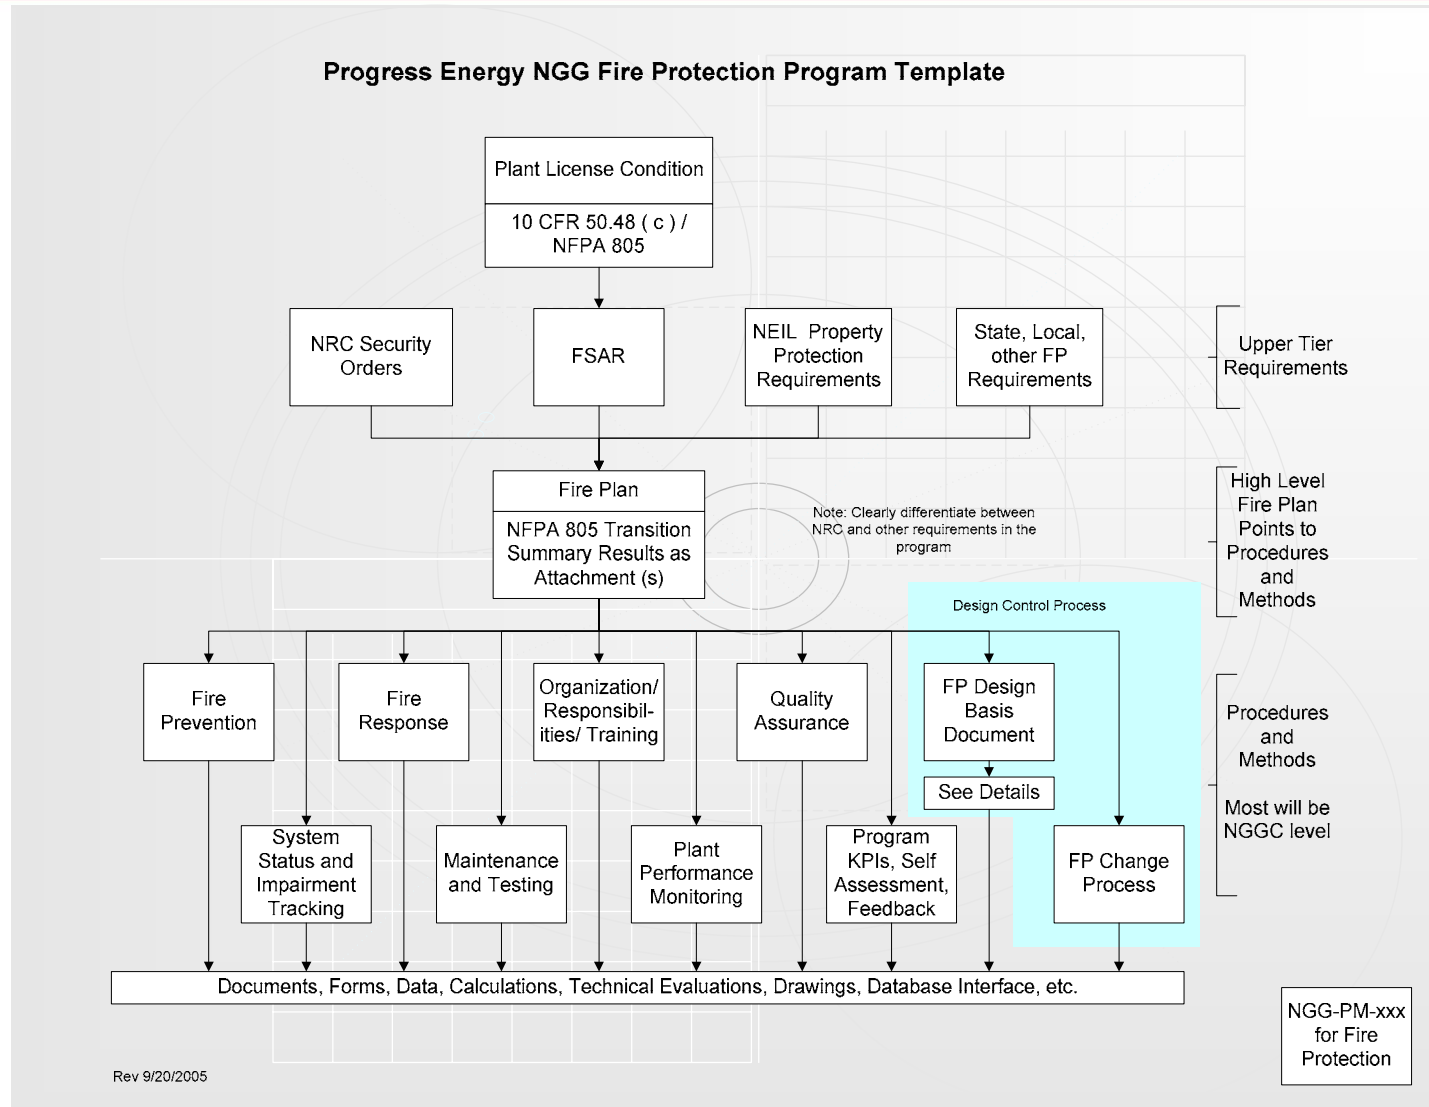 Progress Energy NGG Fire Protection Program Template
Plant License Condition
10 CFR 50.48 ( c ) /
NFPA 805
NRC Security
Orders
FSAR
NEIL  Property
Protection
Requirements
State, Local,
other FP
Requirements
Upper Tier
Requirements
Fire Plan
NFPA 805 Transition
Summary Results as
Attachment (s)
Note: Clearly differentiate between
NRC and other requirements in the
program
High Level
Fire Plan
Points to
Procedures
and
Methods
Design Control Process
Fire
Prevention
Fire
Response
Organization/
Responsibil-
ities/ Training
Quality
Assurance
FP Design
Basis
Document
See Details
Procedures
and
Methods
Most will be
NGGC level
System
Status and
Impairment
Tracking
Maintenance
and Testing
Plant
Performance
Monitoring
Program
KPIs, Self
Assessment,
Feedback
FP Change
Process
Documents, Forms, Data, Calculations, Technical Evaluations, Drawings, Database Interface, etc.
NGG-PM-xxx
for Fire
Protection
Rev 9/20/2005